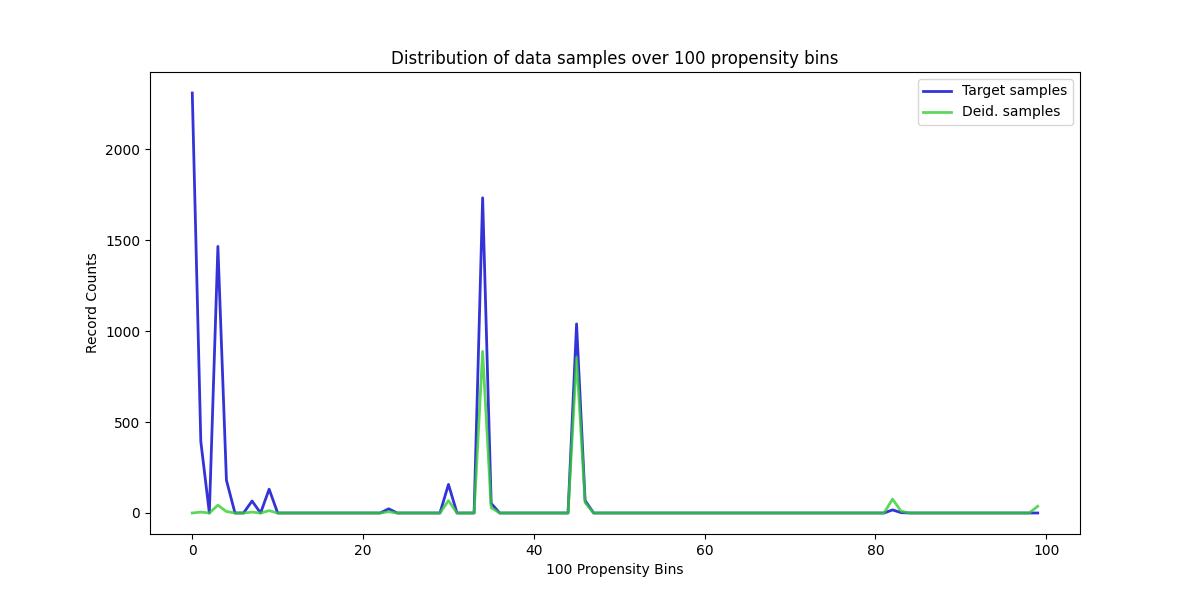 Distribution of data samples over 100 propensity bins
Target samples
Deid. samples
2000
1500
1000
500
0
Record Counts
0 20 40 60 80 100
100 Propensity Bins